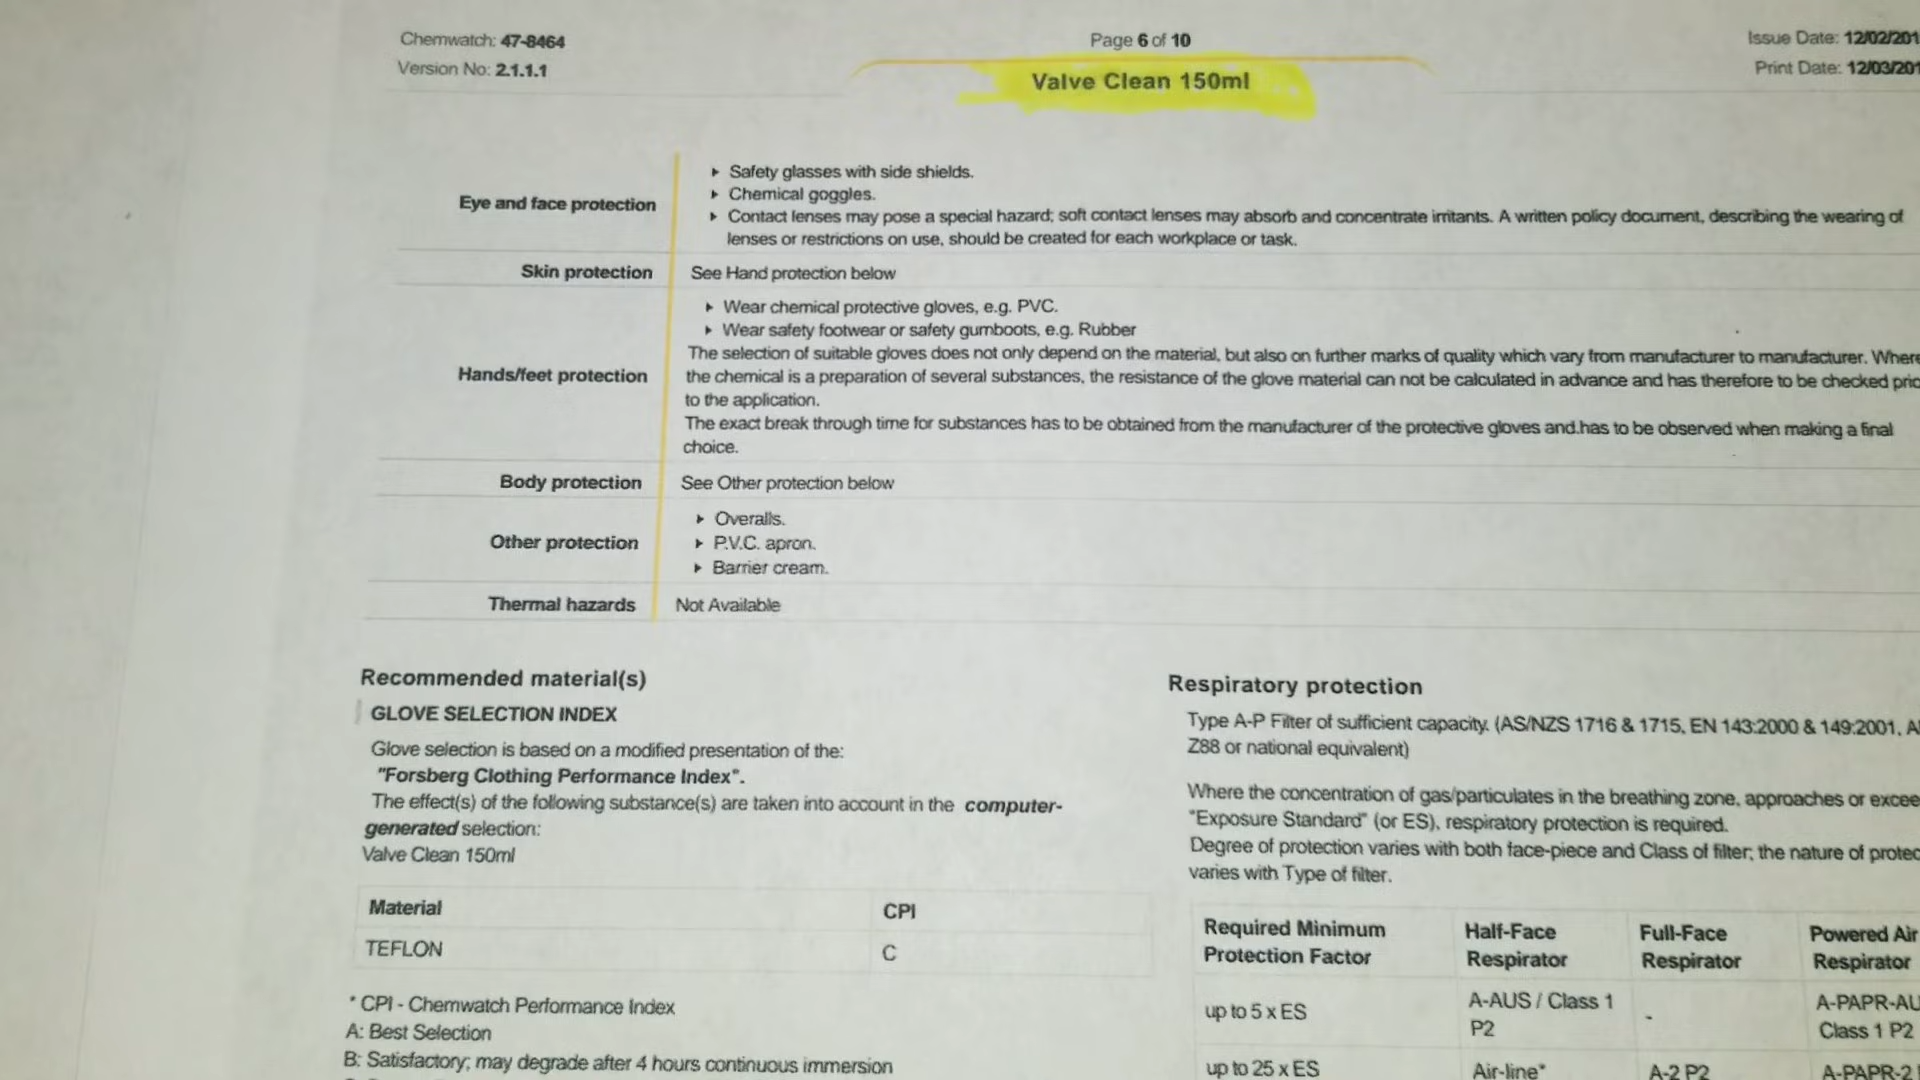 Chemwatch: 47-8464
Version No: 2.1.1.1
Page 6 of 10
Valve Clean 150ml
Issue Date: 12/02/201
Print Date: 12/03/201
Eye and face protection
▸ Safety glasses with side shields.
▸ Chemical goggles.
▸ Contact lenses may pose a special hazard; soft contact lenses may absorb and concentrate irritants. A written policy document, describing the wearing of
lenses or restrictions on use, should be created for each workplace or task.
Skin protection
See Hand protection below
Hands/feet protection
▸ Wear chemical protective gloves, e.g. PVC.
▸ Wear safety footwear or safety gumboots, e.g. Rubber
The selection of suitable gloves does not only depend on the material, but also on further marks of quality which vary from manufacturer to manufacturer. Where
the chemical is a preparation of several substances, the resistance of the glove material can not be calculated in advance and has therefore to be checked
to the application.
The exact break through time for substances has to be obtained from the manufacturer of the protective gloves and.has to be observed when making a final
choice.
Body protection
See Other protection below
Other protection
▸ Overalls.
▸ P.V.C. apron.
▸ Barrier cream.
Thermal hazards
Not Available
Recommended material(s)
GLOVE SELECTION INDEX
Glove selection is based on a modified presentation of the:
"Forsberg Clothing Performance Index".
The effect(s) of the following substance(s) are taken into account in the computer-
generated selection:
Valve Clean 150ml
Material CPI
TEFLON C
* CPI - Chemwatch Performance Index
A: Best Selection
B: Satisfactory; may degrade after 4 hours continuous immersion
Respiratory protection
Type A-P Filter of sufficient capacity. (AS/NZS 1716 & 1715, EN 143:2000 & 149:2001,
Z88 or national equivalent)
Where the concentration of gas/particulates in the breathing zone, approaches or
"Exposure Standard" (or ES), respiratory protection is required.
Degree of protection varies with both face-piece and Class of filter; the nature of
varies with Type of filter.
Required Minimum Half-Face Full-Face Powered Air
Protection Factor Respirator Respirator Respirator
up to 5 x ES A-AUS / Class 1 - A-PAPR-AU
P2 Class 1 P2
up to 25 x ES Air-line* A-2 P2 A-PAPR-2